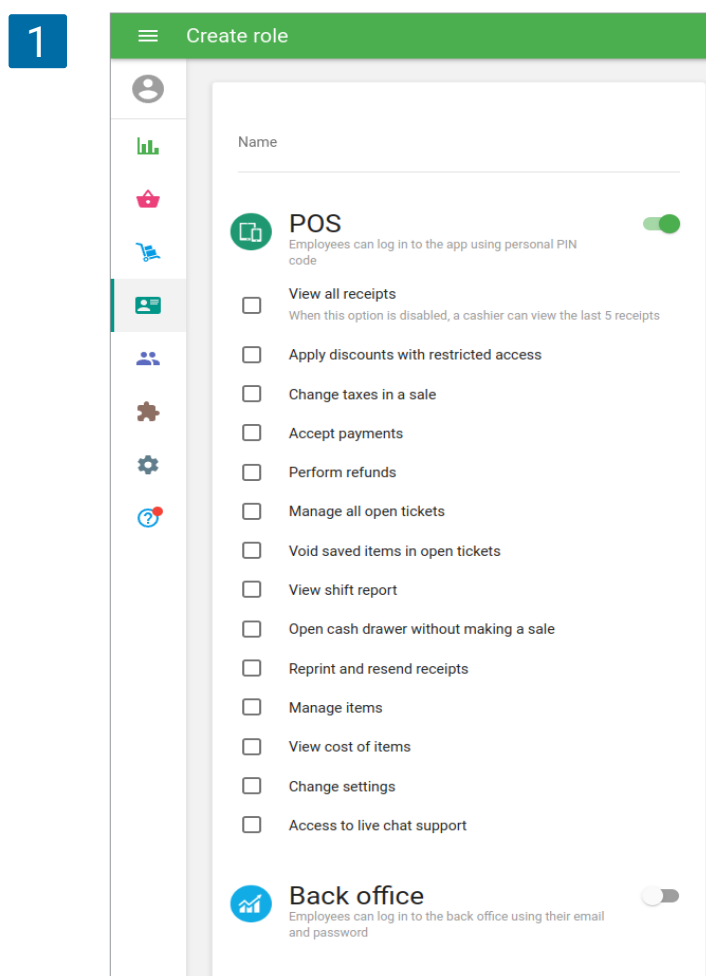 1
Create role
Name
POS
Employees can log in to the app using personal PIN
code
View all receipts
When this option is disabled, a cashier can view the last 5 receipts
Apply discounts with restricted access
Change taxes in a sale
Accept payments
Perform refunds
Manage all open tickets
Void saved items in open tickets
View shift report
Open cash drawer without making a sale
Reprint and resend receipts
Manage items
View cost of items
Change settings
Access to live chat support
Back office
Employees can log in to the back office using their email
and password